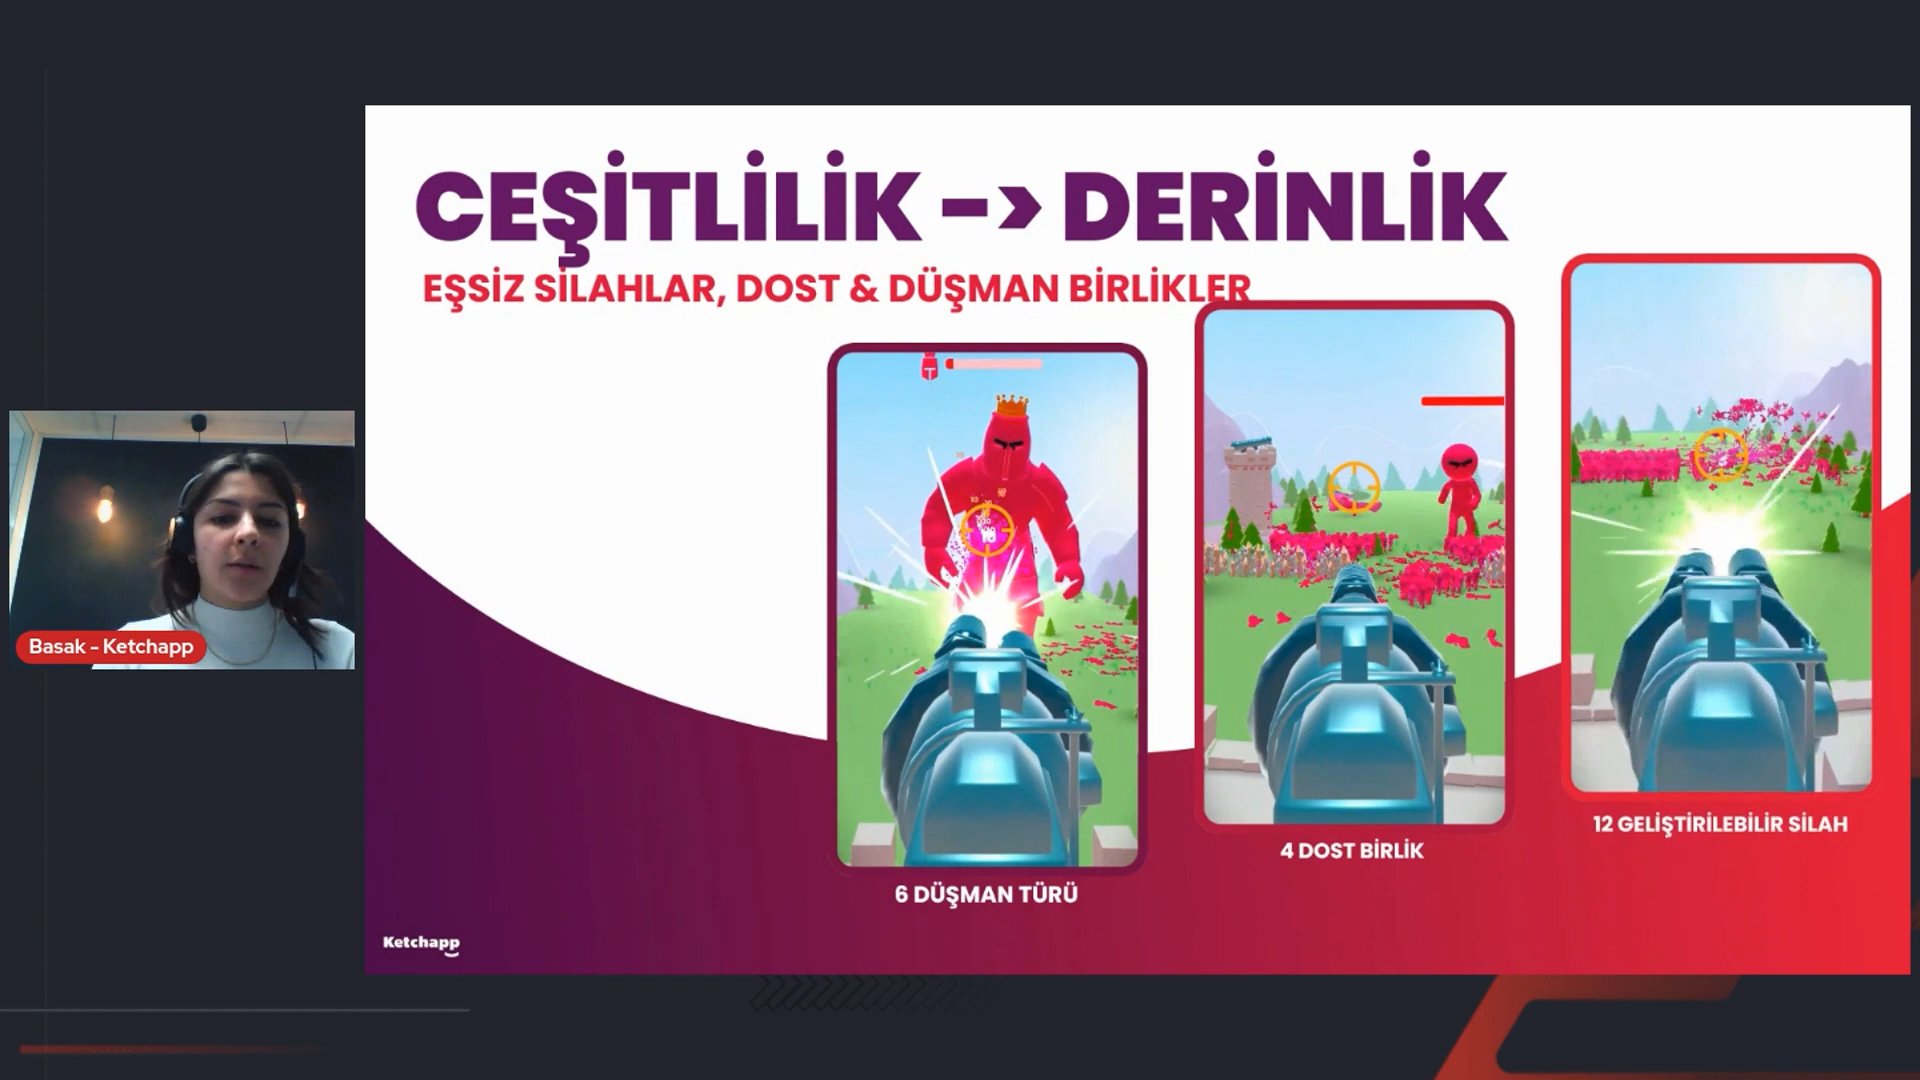 CEŞİTLİLİK -> DERİNLİK
EŞSİZ SİLAHLAR, DOST & DÜŞMAN BİRLİKLER
Basak - Ketchapp
6 DÜŞMAN TÜRÜ
4 DOST BİRLİK
12 GELİŞTİRİLEBİLİR SİLAH
Ketchapp